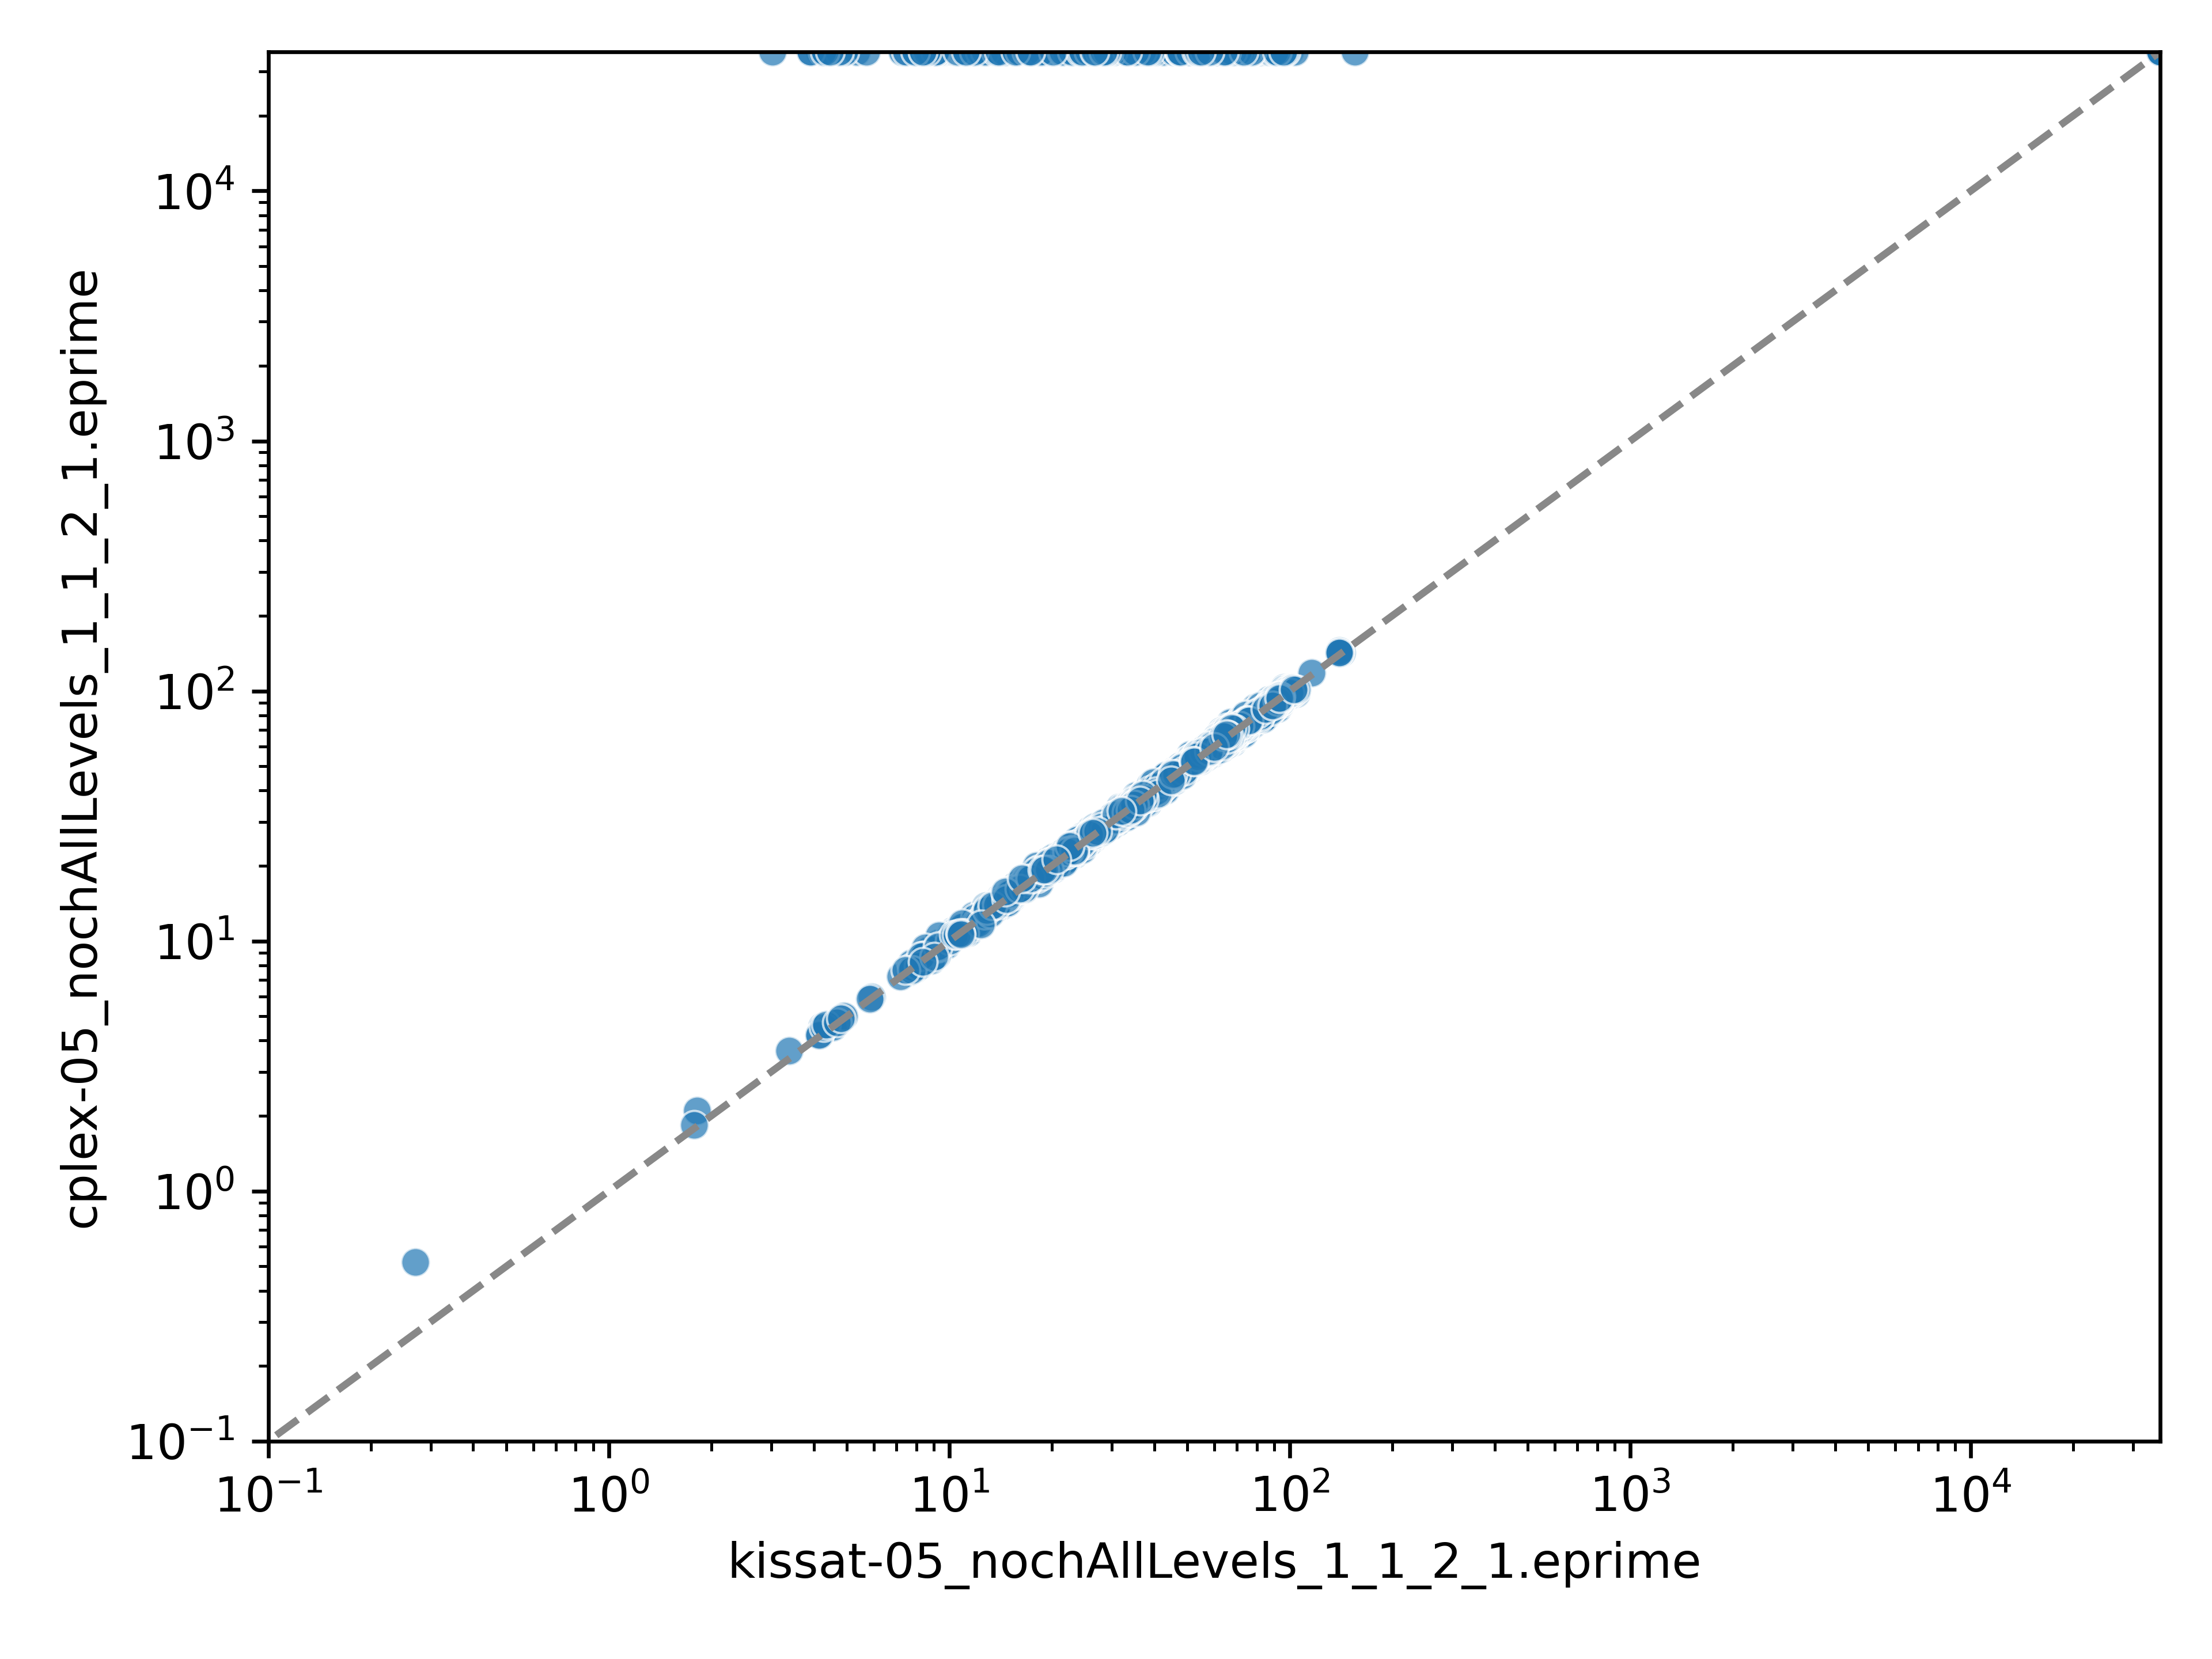 cplex-05_nochAllLevels_1_1_2_1.eprime
10^4
10^3
10^2
10^1
10^0
10^−1
10^−1 10^0 10^1 10^2 10^3 10^4
kissat-05_nochAllLevels_1_1_2_1.eprime